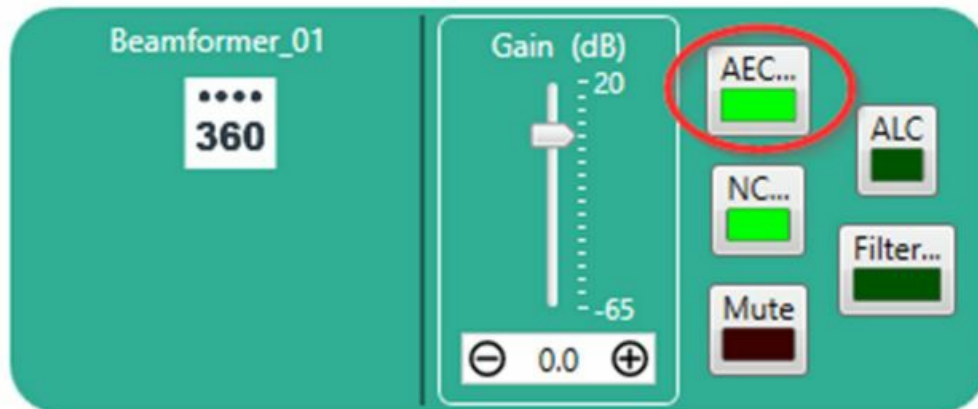 Beamformer_01
360
Gain (dB)
20
-65
0.0
AEC...
NC...
Mute
ALC
Filter...